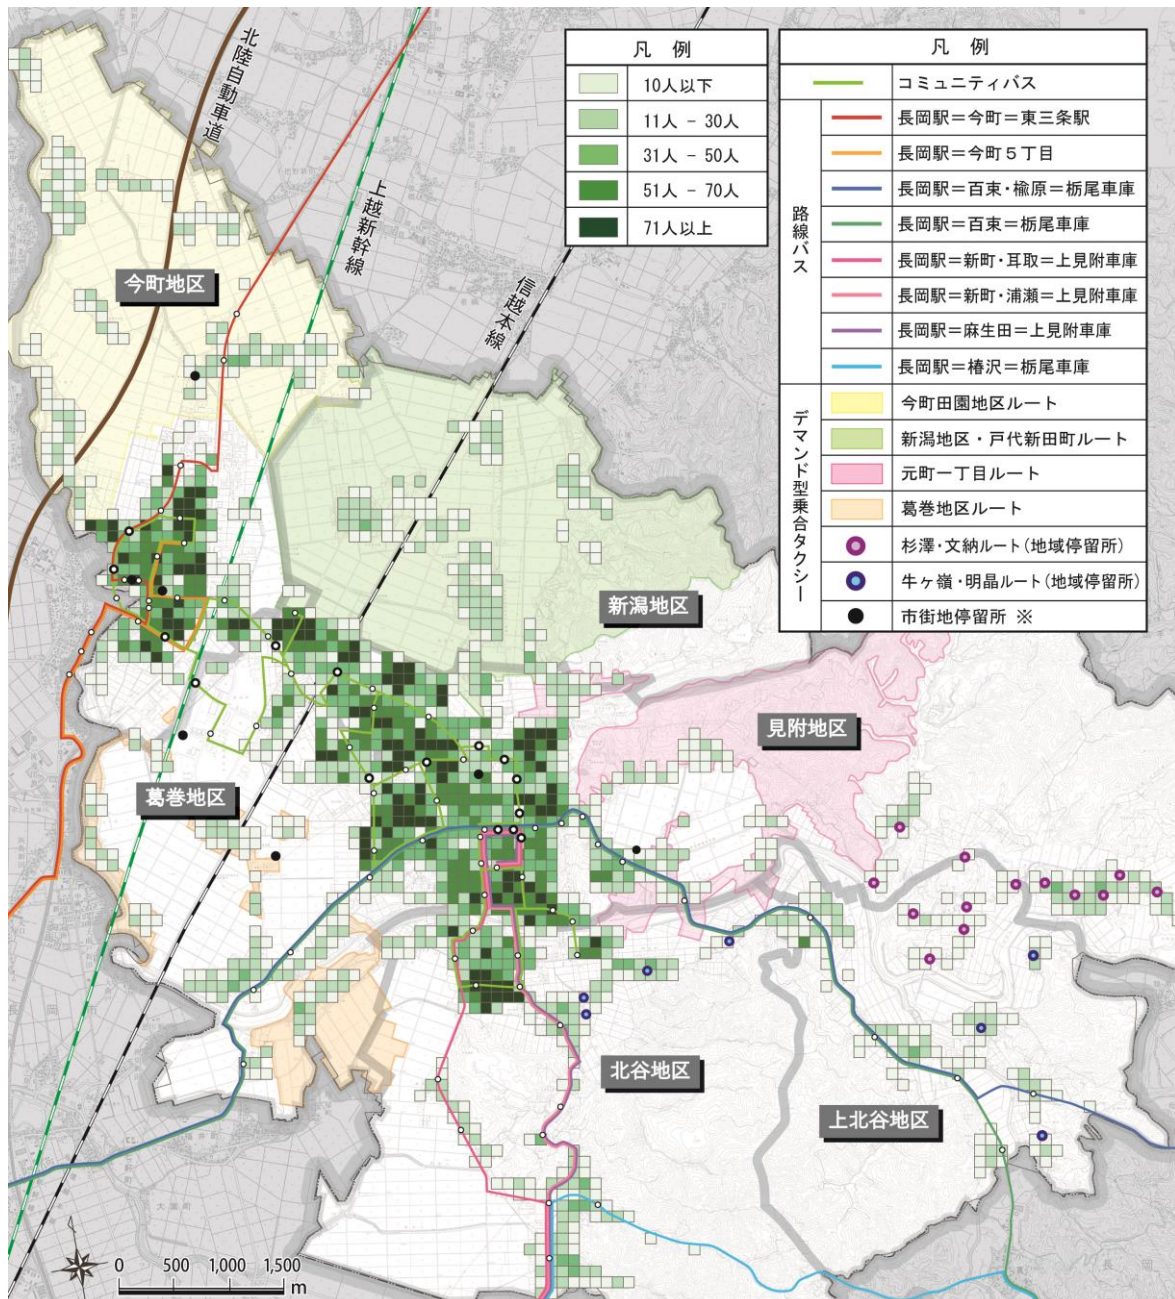 凡 例
10人以下
11人 - 30人
31人 - 50人
51人 - 70人
71人以上
凡 例
コミュニティバス
路線バス
長岡駅＝今町＝東三条駅
長岡駅＝今町５丁目
長岡駅＝百束・楡原＝栃尾車庫
長岡駅＝百束＝栃尾車庫
長岡駅＝新町・耳取＝上見附車庫
長岡駅＝新町・浦瀬＝上見附車庫
長岡駅＝麻生田＝上見附車庫
長岡駅＝椿沢＝栃尾車庫
デマンド型乗合タクシー
今町田園地区ルート
新潟地区・戸代新田町ルート
元町一丁目ルート
葛巻地区ルート
杉澤・文納ルート(地域停留所)
牛ヶ嶺・明晶ルート(地域停留所)
市街地停留所 ※
北陸自動車道
上越新幹線
信越本線
今町地区
新潟地区
見附地区
葛巻地区
北谷地区
上北谷地区
0 500 1,000 1,500
m